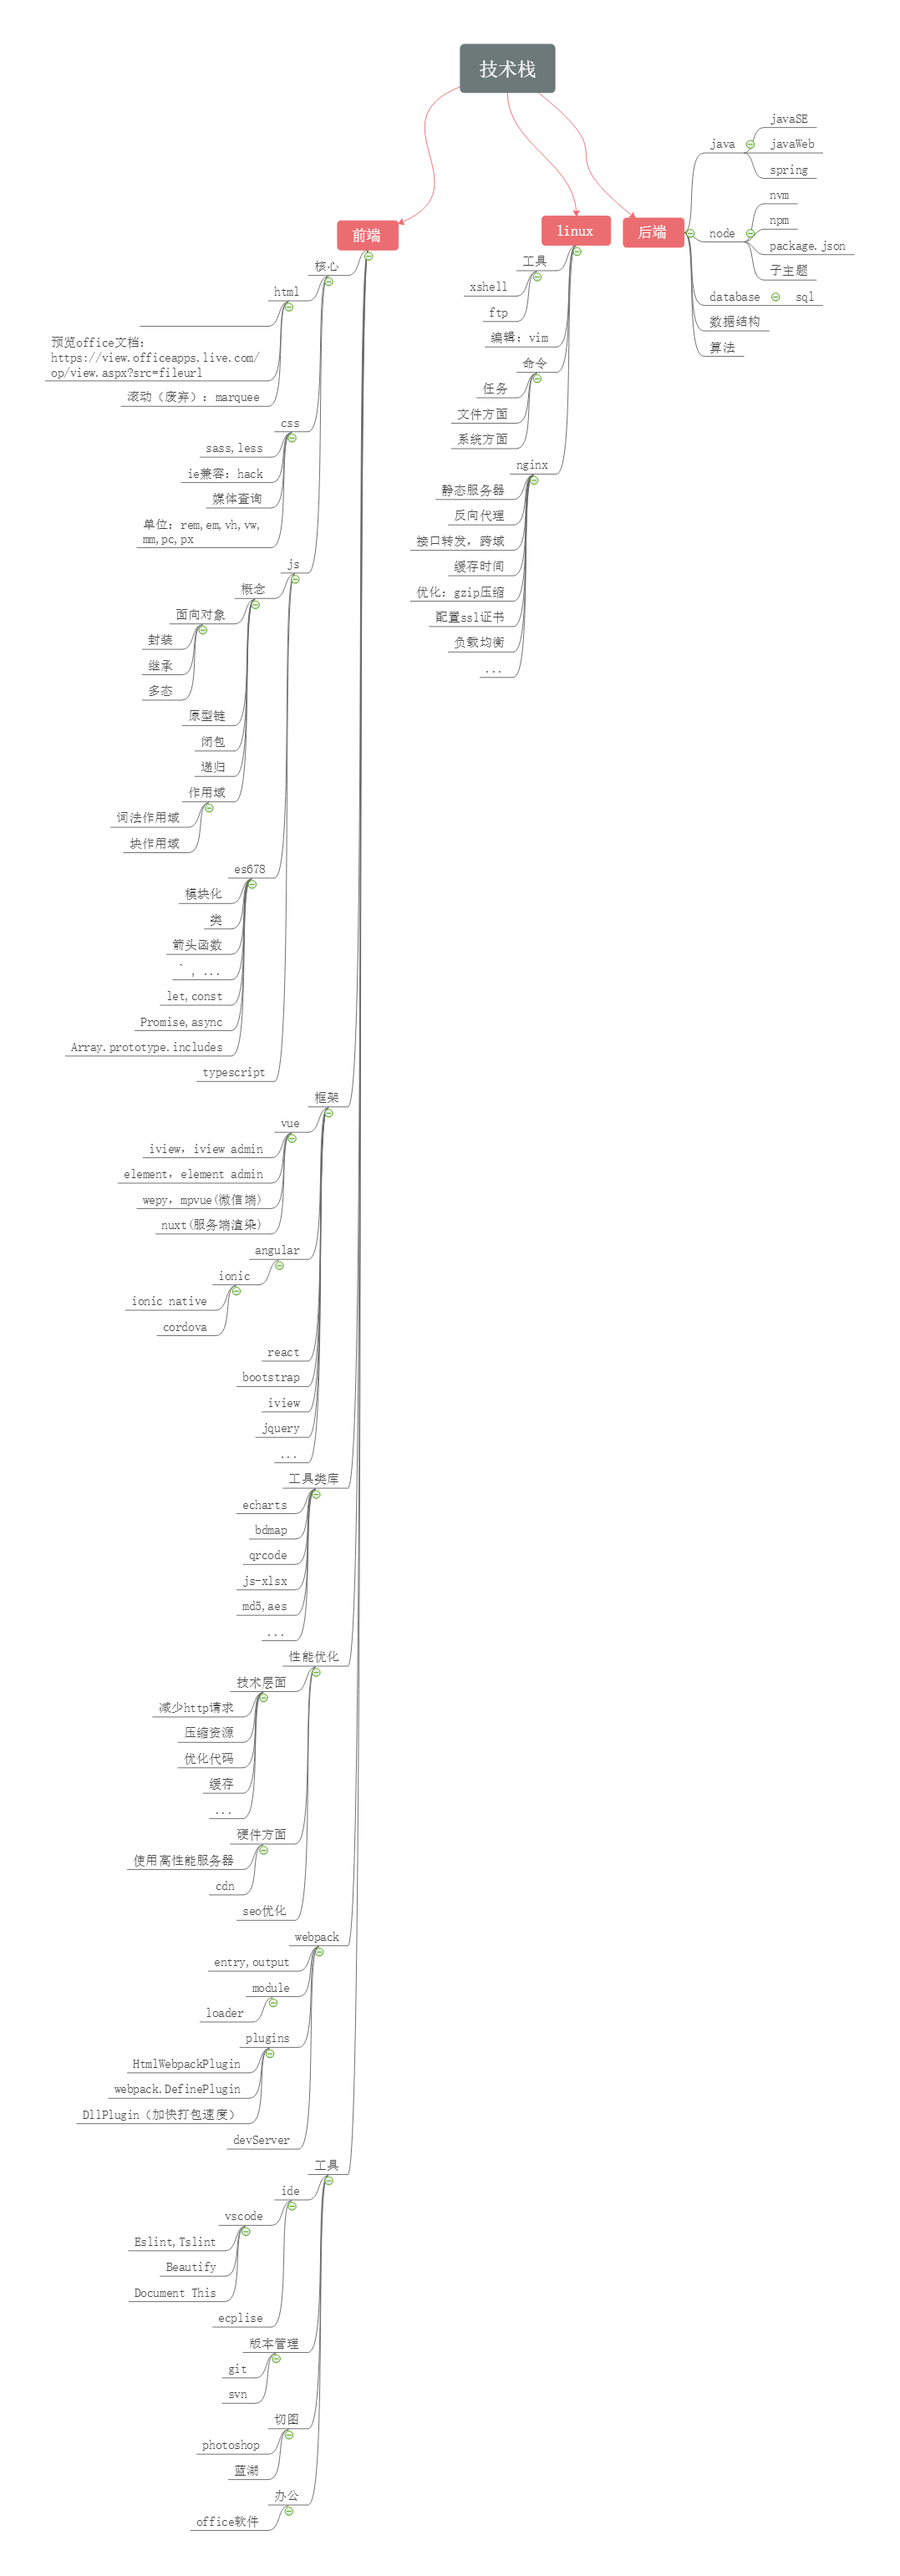 技术栈
前端
核心
html
预览office文档:
https://view.officeapps.live.com/
op/view.aspx?src=fileurl
滚动（废弃）: marquee
css
sass,less
ie兼容: hack
媒体查询
单位: rem,em,vh,vw,
mm,pc,px
js
概念
面向对象
封装
继承
多态
原型链
闭包
递归
作用域
词法作用域
块作用域
es678
模块化
类
箭头函数
` , ...
let,const
Promise,async
Array.prototype.includes
typescript
框架
vue
iview，iview admin
element，element admin
wepy，mpvue(微信端)
nuxt(服务端渲染)
angular
ionic
ionic native
cordova
react
bootstrap
iview
jquery
...
工具类库
echarts
bdmap
qrcode
js-xlsx
md5,aes
...
性能优化
技术层面
减少http请求
压缩资源
优化代码
缓存
...
硬件方面
使用高性能服务器
cdn
seo优化
webpack
entry,output
module
loader
plugins
HtmlWebpackPlugin
webpack.DefinePlugin
DllPlugin（加快打包速度）
devServer
工具
ide
vscode
Eslint,Tslint
Beautify
Document This
ecplise
版本管理
git
svn
切图
photoshop
蓝湖
办公
office软件
linux
工具
xshell
ftp
编辑: vim
命令
任务
文件方面
系统方面
nginx
静态服务器
反向代理
接口转发，跨域
缓存时间
优化: gzip压缩
配置ssl证书
负载均衡
...
后端
java
javaSE
javaWeb
spring
node
nvm
npm
package.json
子主题
database
sql
数据结构
算法